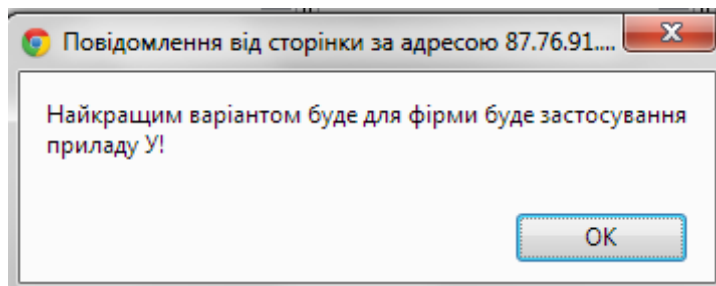 Повідомлення від сторінки за адресою 87.76.91....
Найкращим варіантом буде для фірми буде застосування
приладу У!
OK